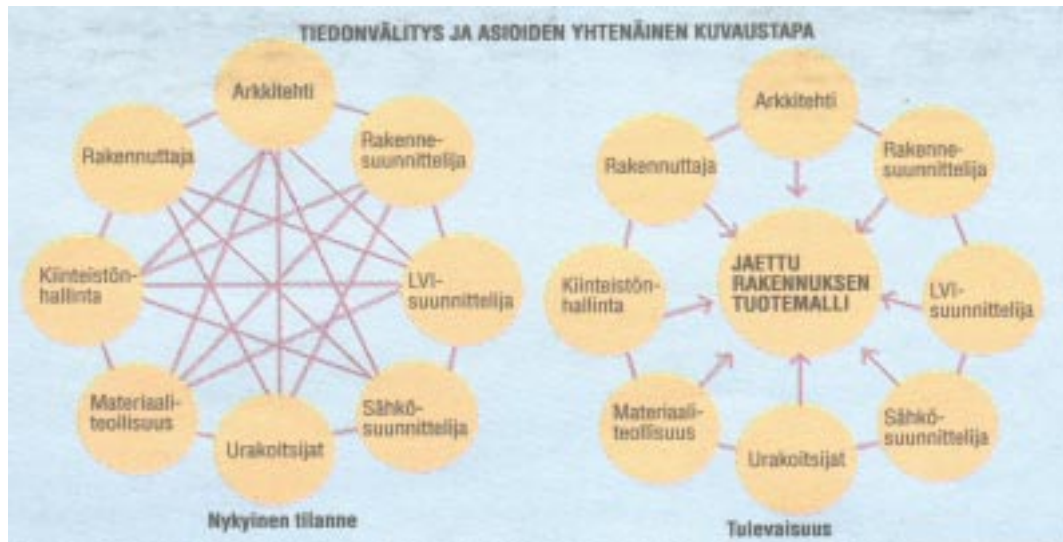 TIEDONVÄLITYS JA ASIOIDEN YHTENÄINEN KUVAUSTAPA
Arkkitehti
Rakenne-
suunnittelija
LVI-
suunnittelija
Sähkö-
suunnittelija
Urakoitsijat
Materiaali-
teollisuus
Kiinteistön-
hallinta
Rakennuttaja
Nykyinen tilanne
Arkkitehti
Rakenne-
suunnittelija
LVI-
suunnittelija
Sähkö-
suunnittelija
Urakoitsijat
Materiaali-
teollisuus
Kiinteistön-
hallinta
Rakennuttaja
JAETTU
RAKENNUKSEN
TUOTEMALLI
Tulevaisuus